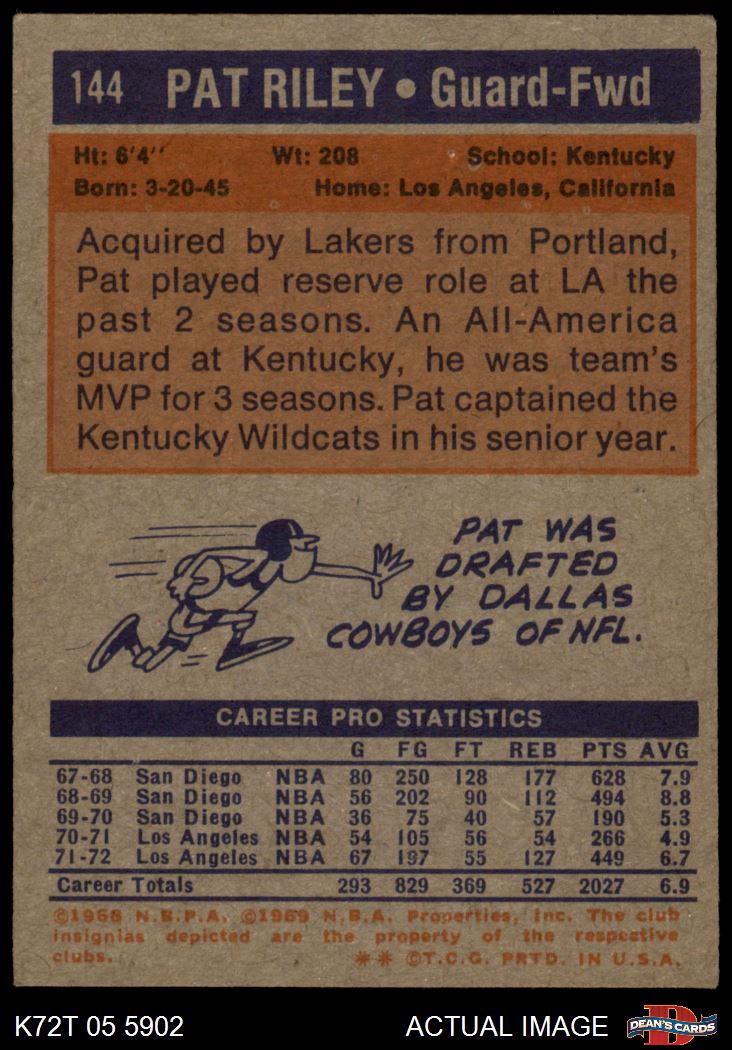 144 PAT RILEY • Guard-Fwd
Ht: 6'4'' Wt: 208 School: Kentucky
Born: 3-20-45 Home: Los Angeles, California
Acquired by Lakers from Portland,
Pat played reserve role at LA the
past 2 seasons. An All-America
guard at Kentucky, he was team's
MVP for 3 seasons. Pat captained the
Kentucky Wildcats in his senior year.
PAT WAS
DRAFTED
BY DALLAS
COWBOYS OF NFL.
CAREER PRO STATISTICS
G FG FT REB PTS AVG
67-68 San Diego NBA 80 250 128 177 628 7.9
68-69 San Diego NBA 56 202 90 112 494 8.8
69-70 San Diego NBA 36 75 40 57 190 5.3
70-71 Los Angeles NBA 54 105 56 54 266 4.9
71-72 Los Angeles NBA 67 197 55 127 449 6.7
Career Totals 293 829 369 527 2027 6.9
©1968 N.B.P.A. ©1969 N.B.A. Properties, Inc. The club
insignias depicted are the property of the respective
clubs. ** ©T.C.G. PRTD. IN U.S.A.
K72T 05 5902 ACTUAL IMAGE DEAN'S CARDS